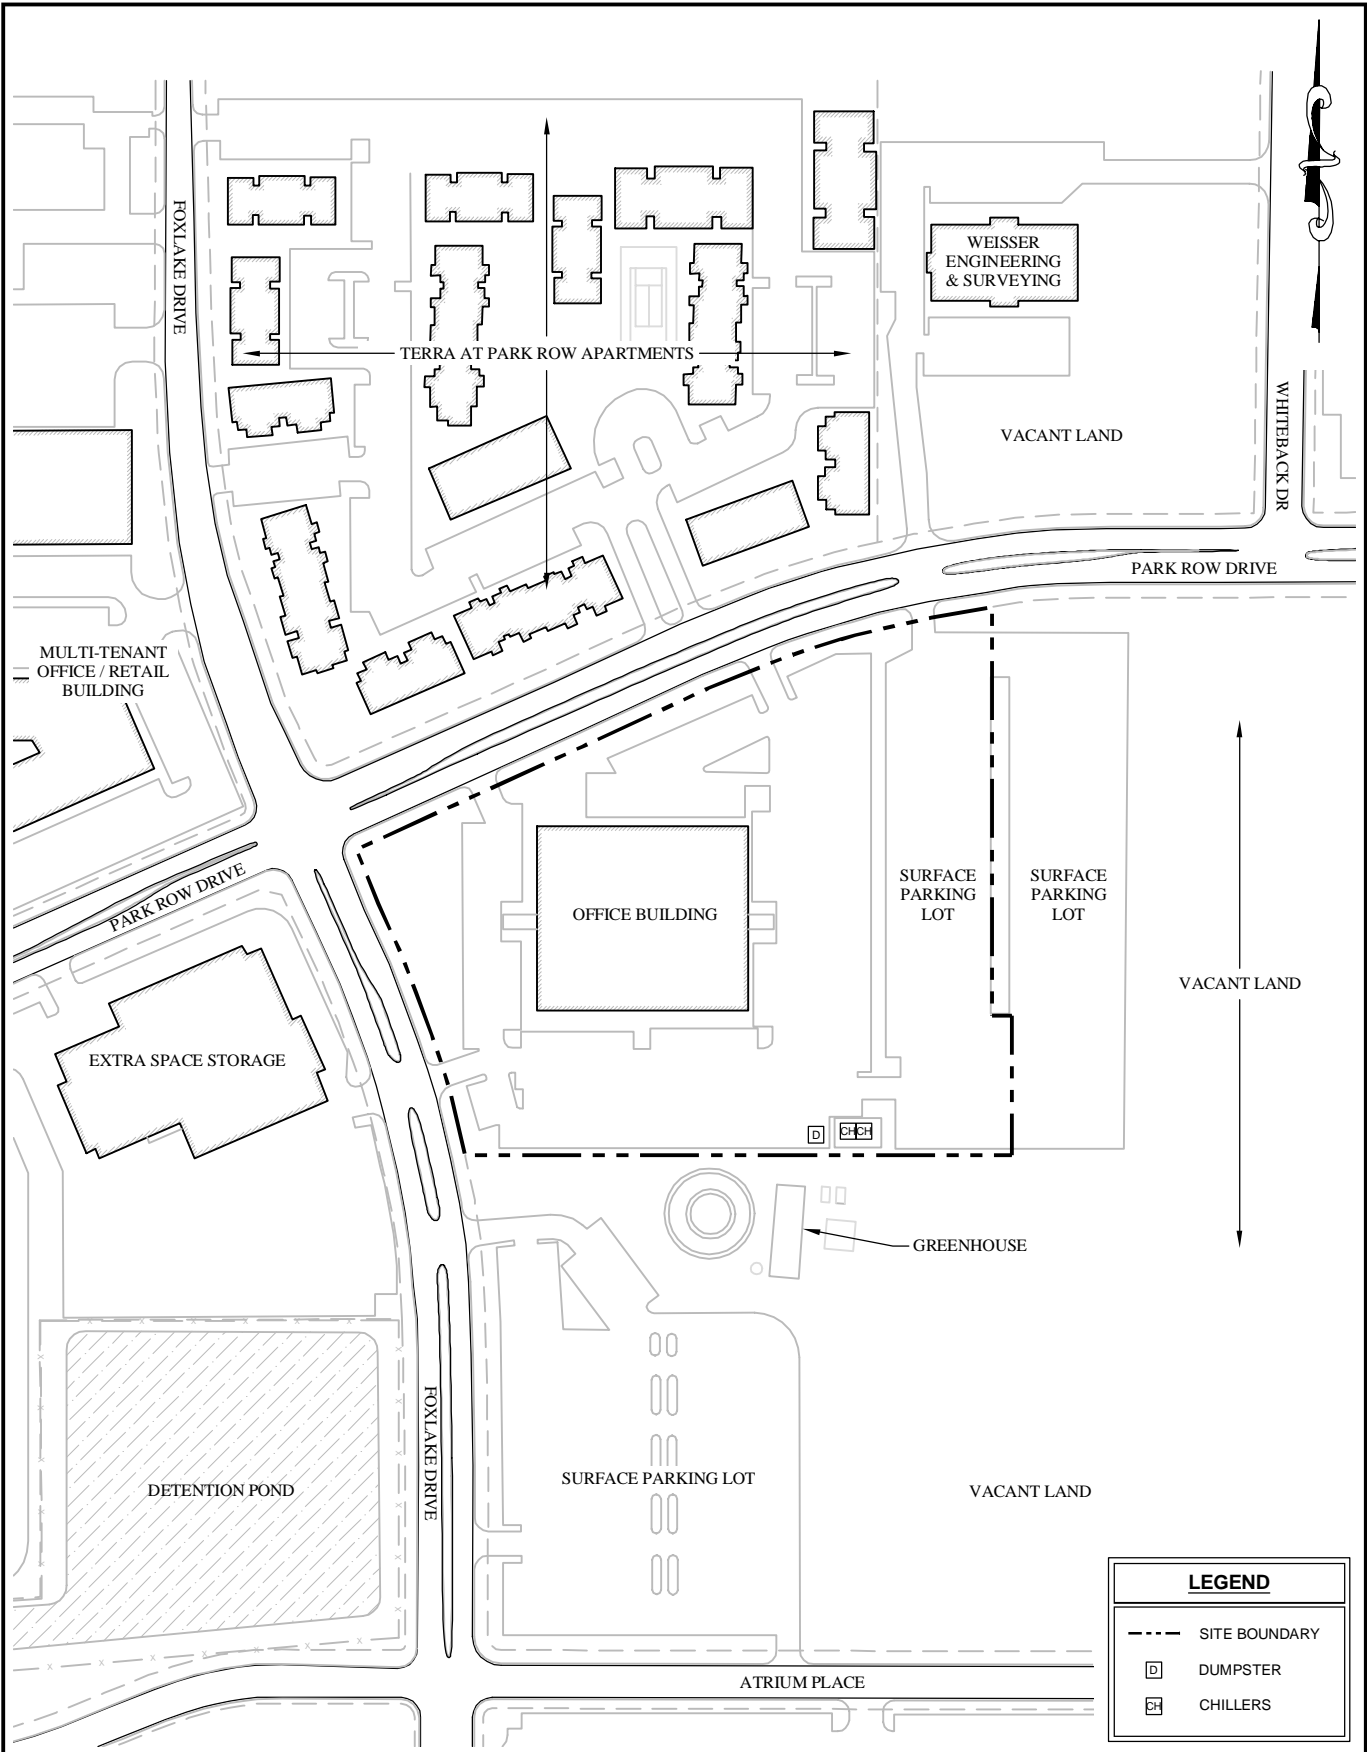 FOXLAKE DRIVE
WEISSER
ENGINEERING
& SURVEYING
TERRA AT PARK ROW APARTMENTS
WHITEBACK DR
VACANT LAND
PARK ROW DRIVE
MULTI-TENANT
OFFICE / RETAIL
BUILDING
PARK ROW DRIVE
OFFICE BUILDING
SURFACE
PARKING
LOT
SURFACE
PARKING
LOT
VACANT LAND
EXTRA SPACE STORAGE
D
CH
CH
GREENHOUSE
FOXLAKE DRIVE
DETENTION POND
SURFACE PARKING LOT
VACANT LAND
ATRIUM PLACE
LEGEND
SITE BOUNDARY
D DUMPSTER
CH CHILLERS